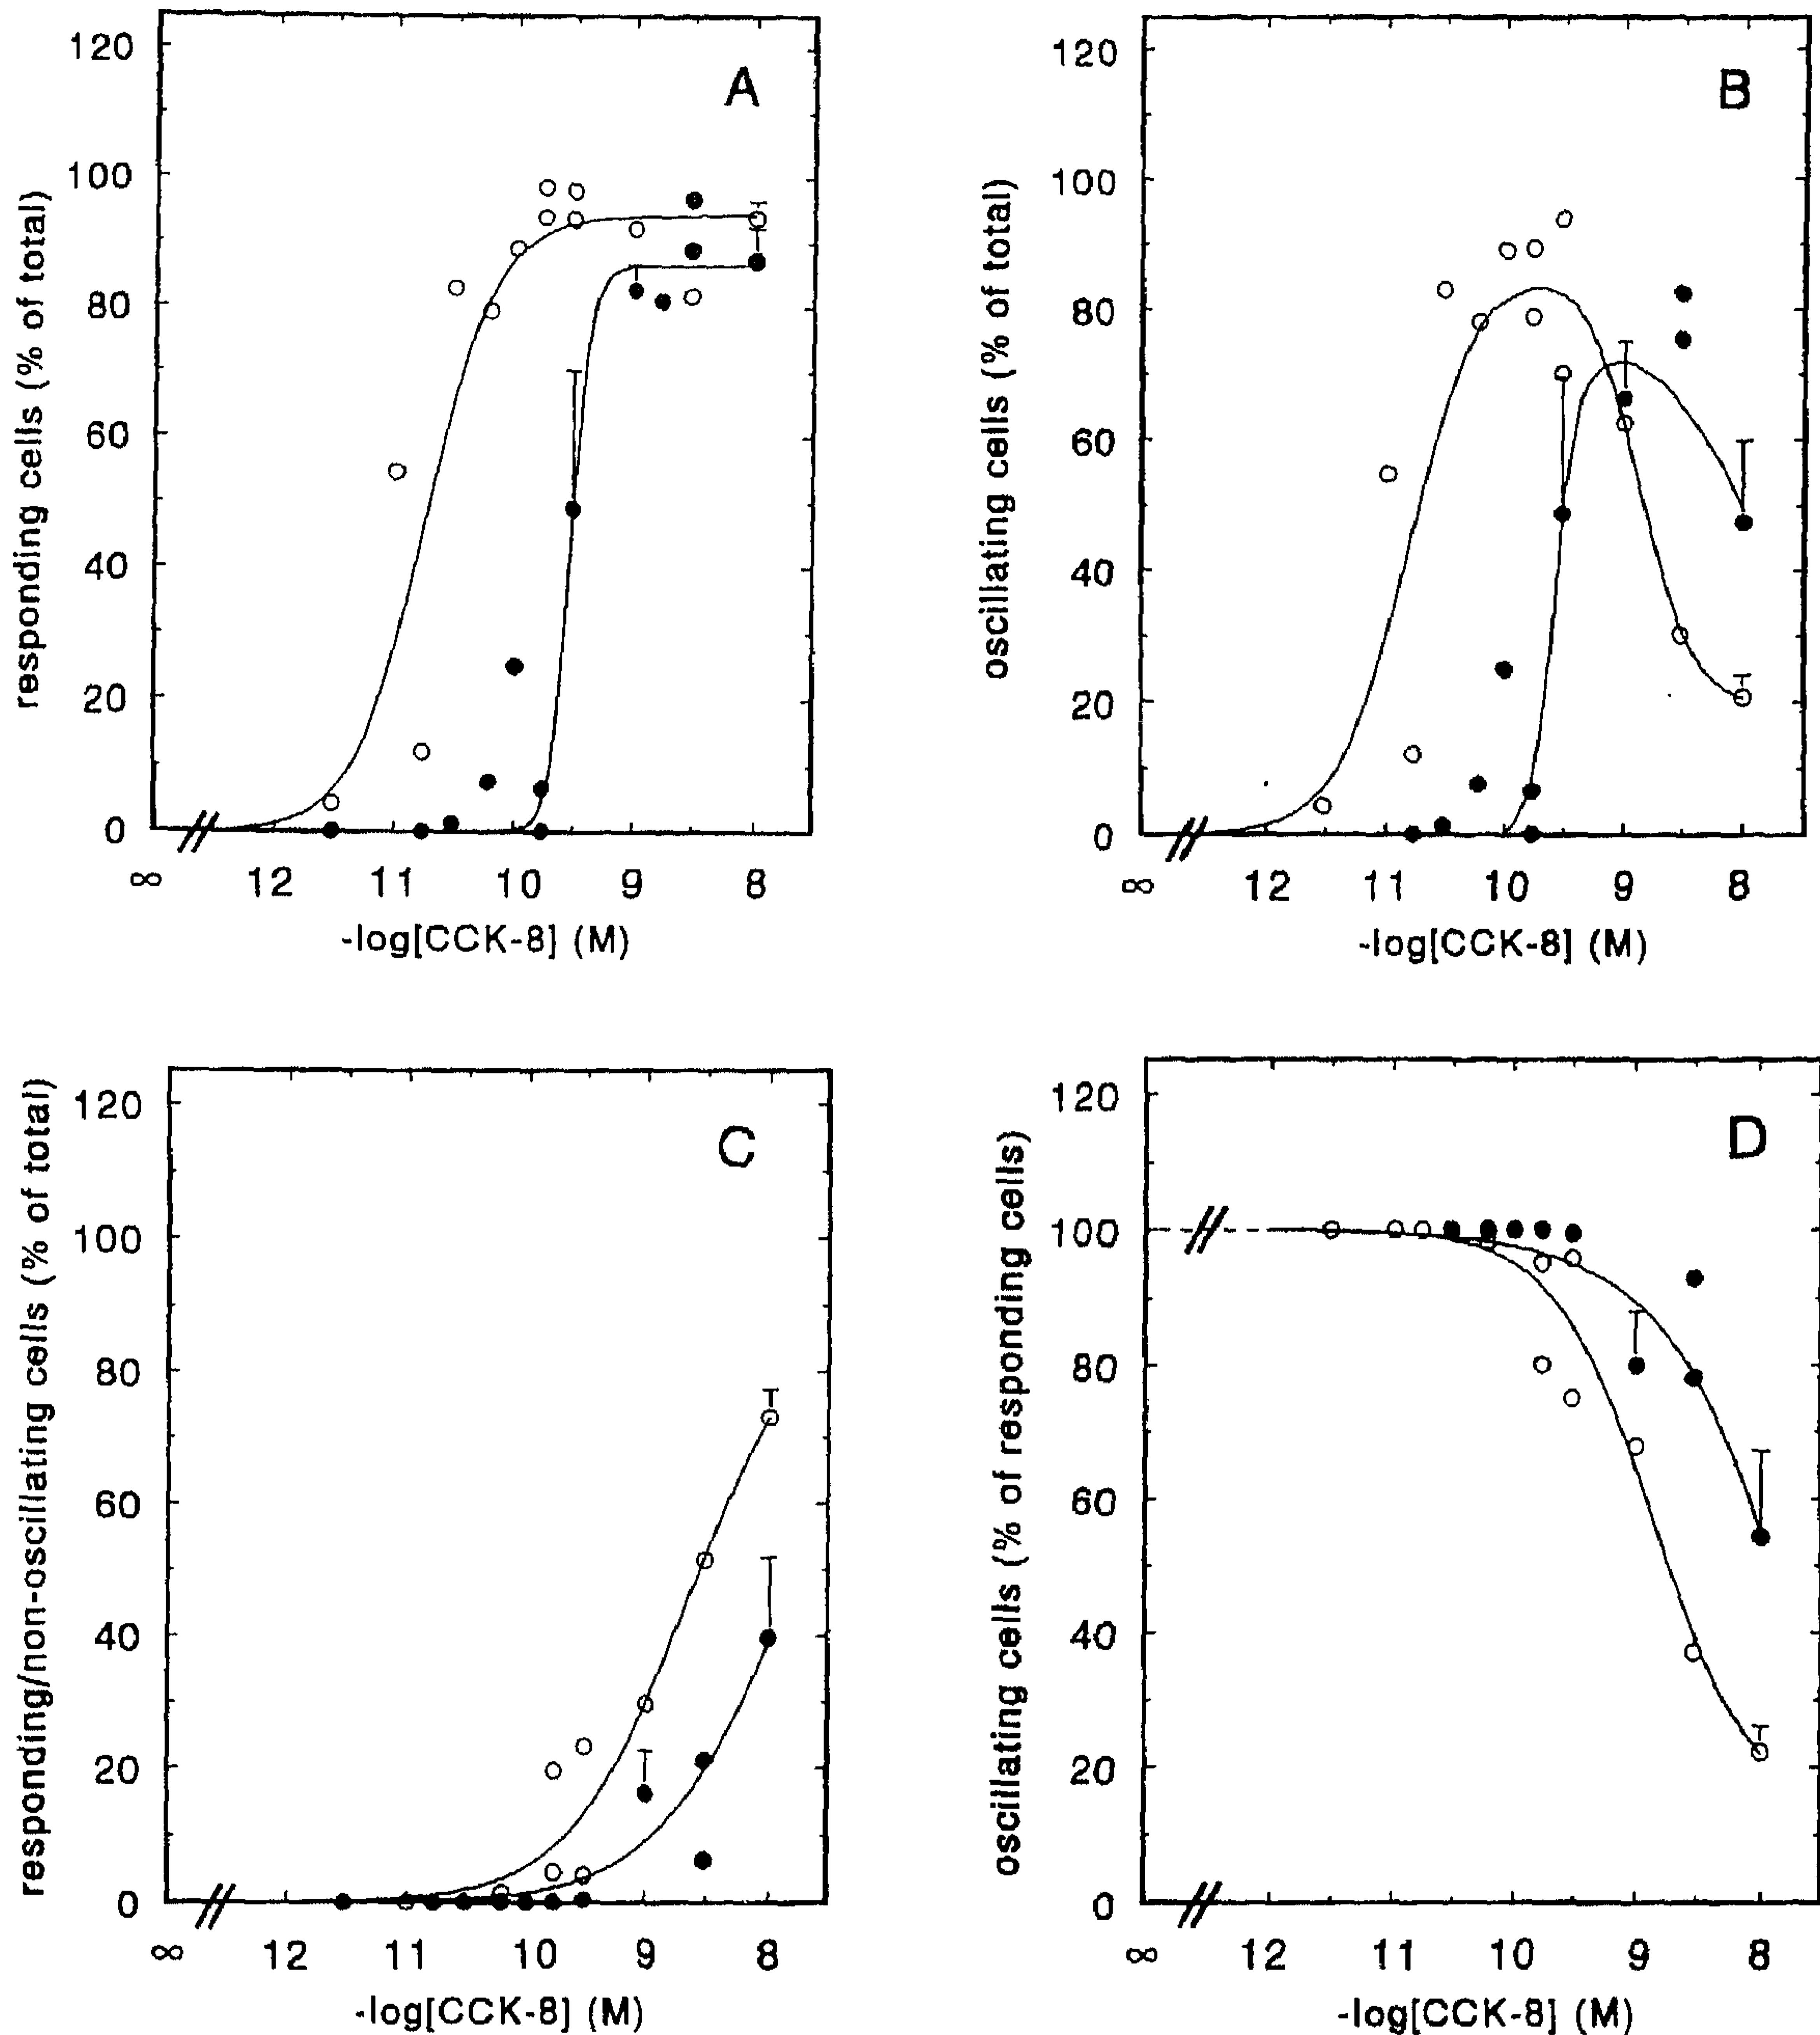 A
responding cells (% of total)
120
100
80
60
40
20
0
∞ 12 11 10 9 8
-log[CCK-8] (M)
B
oscillating cells (% of total)
120
100
80
60
40
20
0
∞ 12 11 10 9 8
-log[CCK-8] (M)
C
responding/non-oscillating cells (% of total)
120
100
80
60
40
20
0
∞ 12 11 10 9 8
-log[CCK-8] (M)
D
oscillating cells (% of responding cells)
120
100
80
60
40
20
0
∞ 12 11 10 9 8
-log[CCK-8] (M)